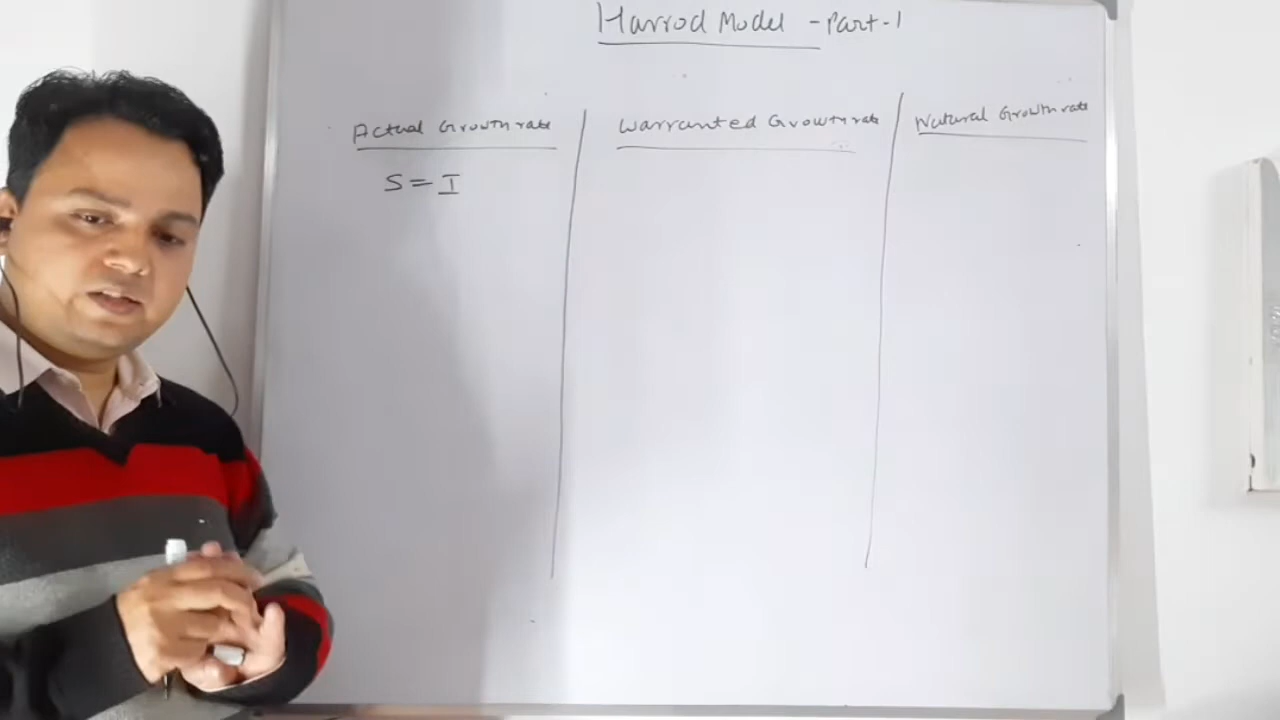 Harrod Model - Part-1
Actual Growth rate
Warranted Growth rate
Natural Growth rate
S = I